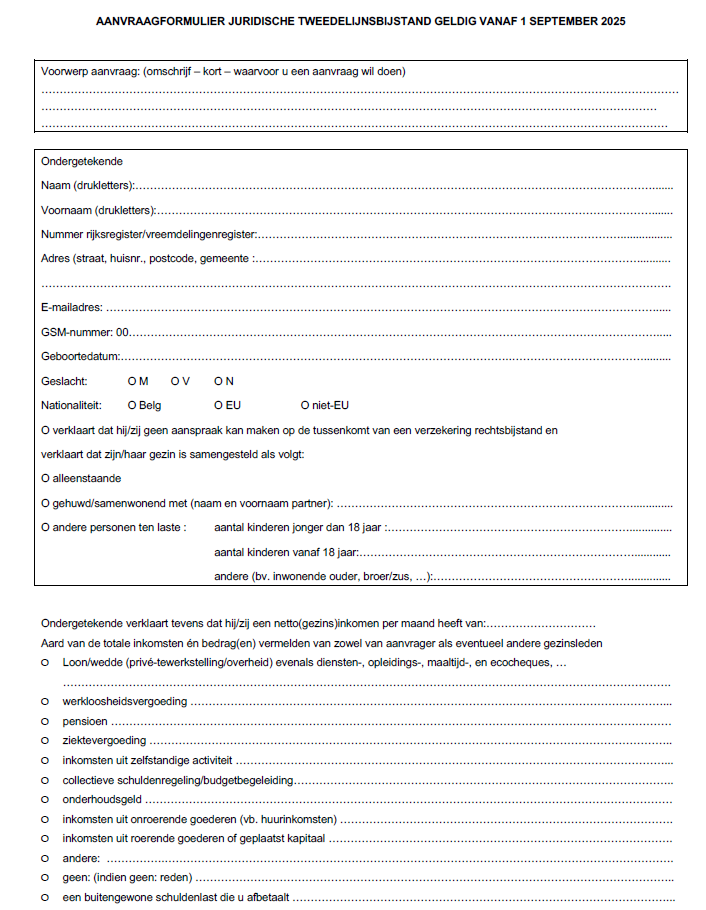 AANVRAAGFORMULIER JURIDISCHE TWEEDELIJNSBIJSTAND GELDIG VANAF 1 SEPTEMBER 2025
Voorwerp aanvraag: (omschrijf – kort – waarvoor u een aanvraag wil doen)
……………………………………………………………………………………………………………………
……………………………………………………………………………………………………………………
……………………………………………………………………………………………………………………
Ondergetekende
Naam (drukletters):……………………………………………………………………
Voornaam (drukletters):……………………………………………………………………
Nummer rijksregister/vreemdelingenregister:……………………………………………………
Adres (straat, huisnr., postcode, gemeente :……………………………………………………
……………………………………………………………………………………………………………………
E-mailadres: ……………………………………………………………………
GSM-nummer: 00……………………………………………………………………
Geboortedatum:……………………………………………………………………
Geslacht: O M O V O N
Nationaliteit: O Belg O EU O niet-EU
O verklaart dat hij/zij geen aanspraak kan maken op de tussenkomt van een verzekering rechtsbijstand en
verklaart dat zijn/haar gezin is samengesteld als volgt:
O alleenstaande
O gehuwd/samenwonend met (naam en voornaam partner): ……………………………………………
O andere personen ten laste : aantal kinderen jonger dan 18 jaar :……………………………………
aantal kinderen vanaf 18 jaar:……………………………………
andere (bv. inwonende ouder, broer/zus, …):……………………………………
Ondergetekende verklaart tevens dat hij/zij een netto(gezins)inkomen per maand heeft van:…………………………
Aard van de totale inkomsten én bedrag(en) vermelden van zowel van aanvrager als eventueel andere gezinsleden
O Loon/wedde (privé-tewerkstelling/overheid) evenals diensten-, opleidings-, maaltijd-, en ecocheques, …
……………………………………………………………………………………………………………………
O werkloosheidsvergoeding ……………………………………………………………………
O pensioen ……………………………………………………………………
O ziektevergoeding ……………………………………………………………………
O inkomsten uit zelfstandige activiteit ……………………………………………………………………
O collectieve schuldenregeling/budgetbegeleiding……………………………………………………
O onderhoudsgeld ……………………………………………………………………
O inkomsten uit onroerende goederen (vb. huurinkomsten) ……………………………………………
O inkomsten uit roerende goederen of geplaatst kapitaal ……………………………………………
O andere: ……………………………………………………………………
O geen: (indien geen: reden) ……………………………………………………………………
O een buitengewone schuldenlast die u afbetaalt ……………………………………………………